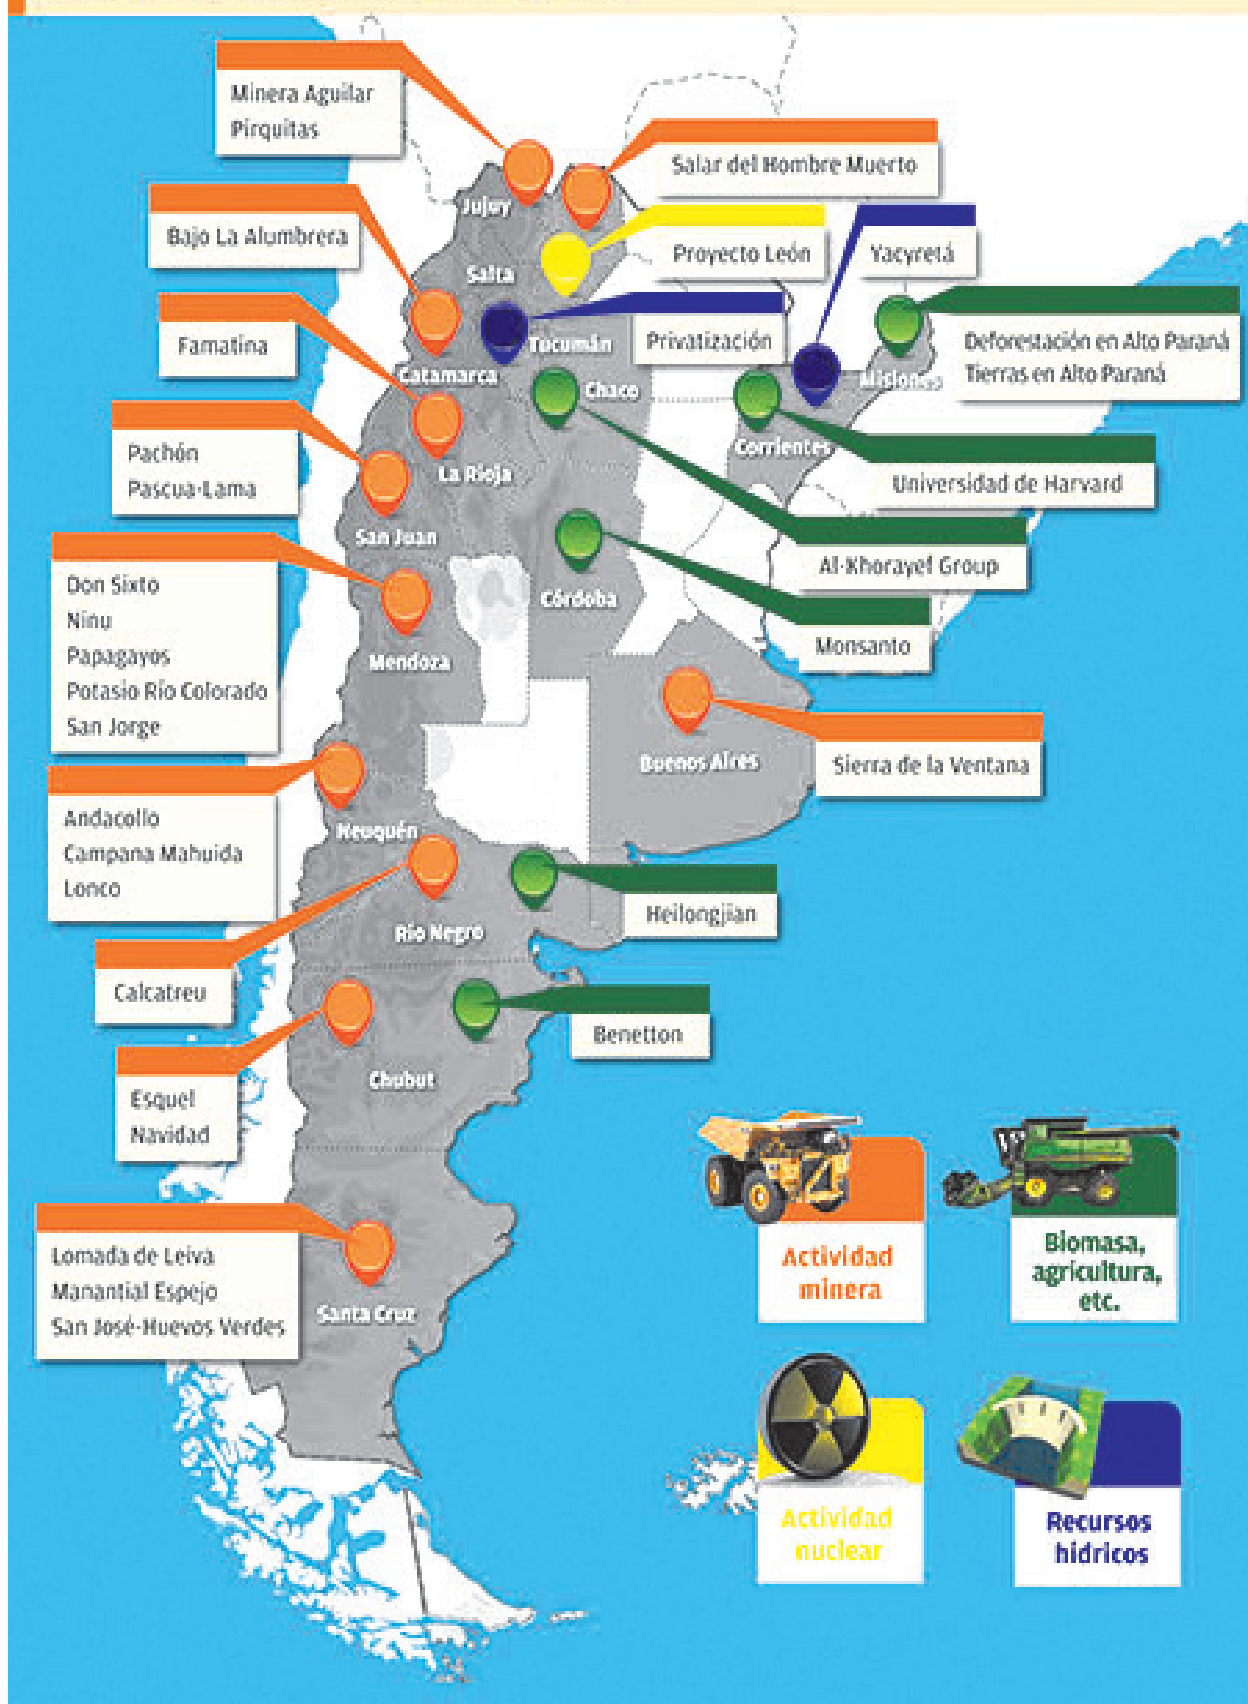 Minera Aguilar
Pirquitas
Salar del Hombre Muerto
Jujuy
Bajo La Alumbrera
Proyecto León
Yacyretá
Salta
Famatina
Privatización
Tucumán
Deforestación en Alto Paraná
Tierras en Alto Paraná
Catamarca
Chaco
Misiones
Pachón
Pascua-Lama
La Rioja
Corrientes
Universidad de Harvard
San Juan
Al-Khorayef Group
Don Sixto
Ninu
Papagayos
Potasio Río Colorado
San Jorge
Córdoba
Monsanto
Mendoza
Buenos Aires
Sierra de la Ventana
Andacollo
Campana Mahuida
Lonco
Neuquén
Heilongjian
Río Negro
Calcatreu
Benetton
Esquel
Navidad
Chubut
Lomada de Leiva
Manantial Espejo
San José-Huevos Verdes
Santa Cruz
Actividad
minera
Biomasa,
agricultura,
etc.
Actividad
nuclear
Recursos
hídricos